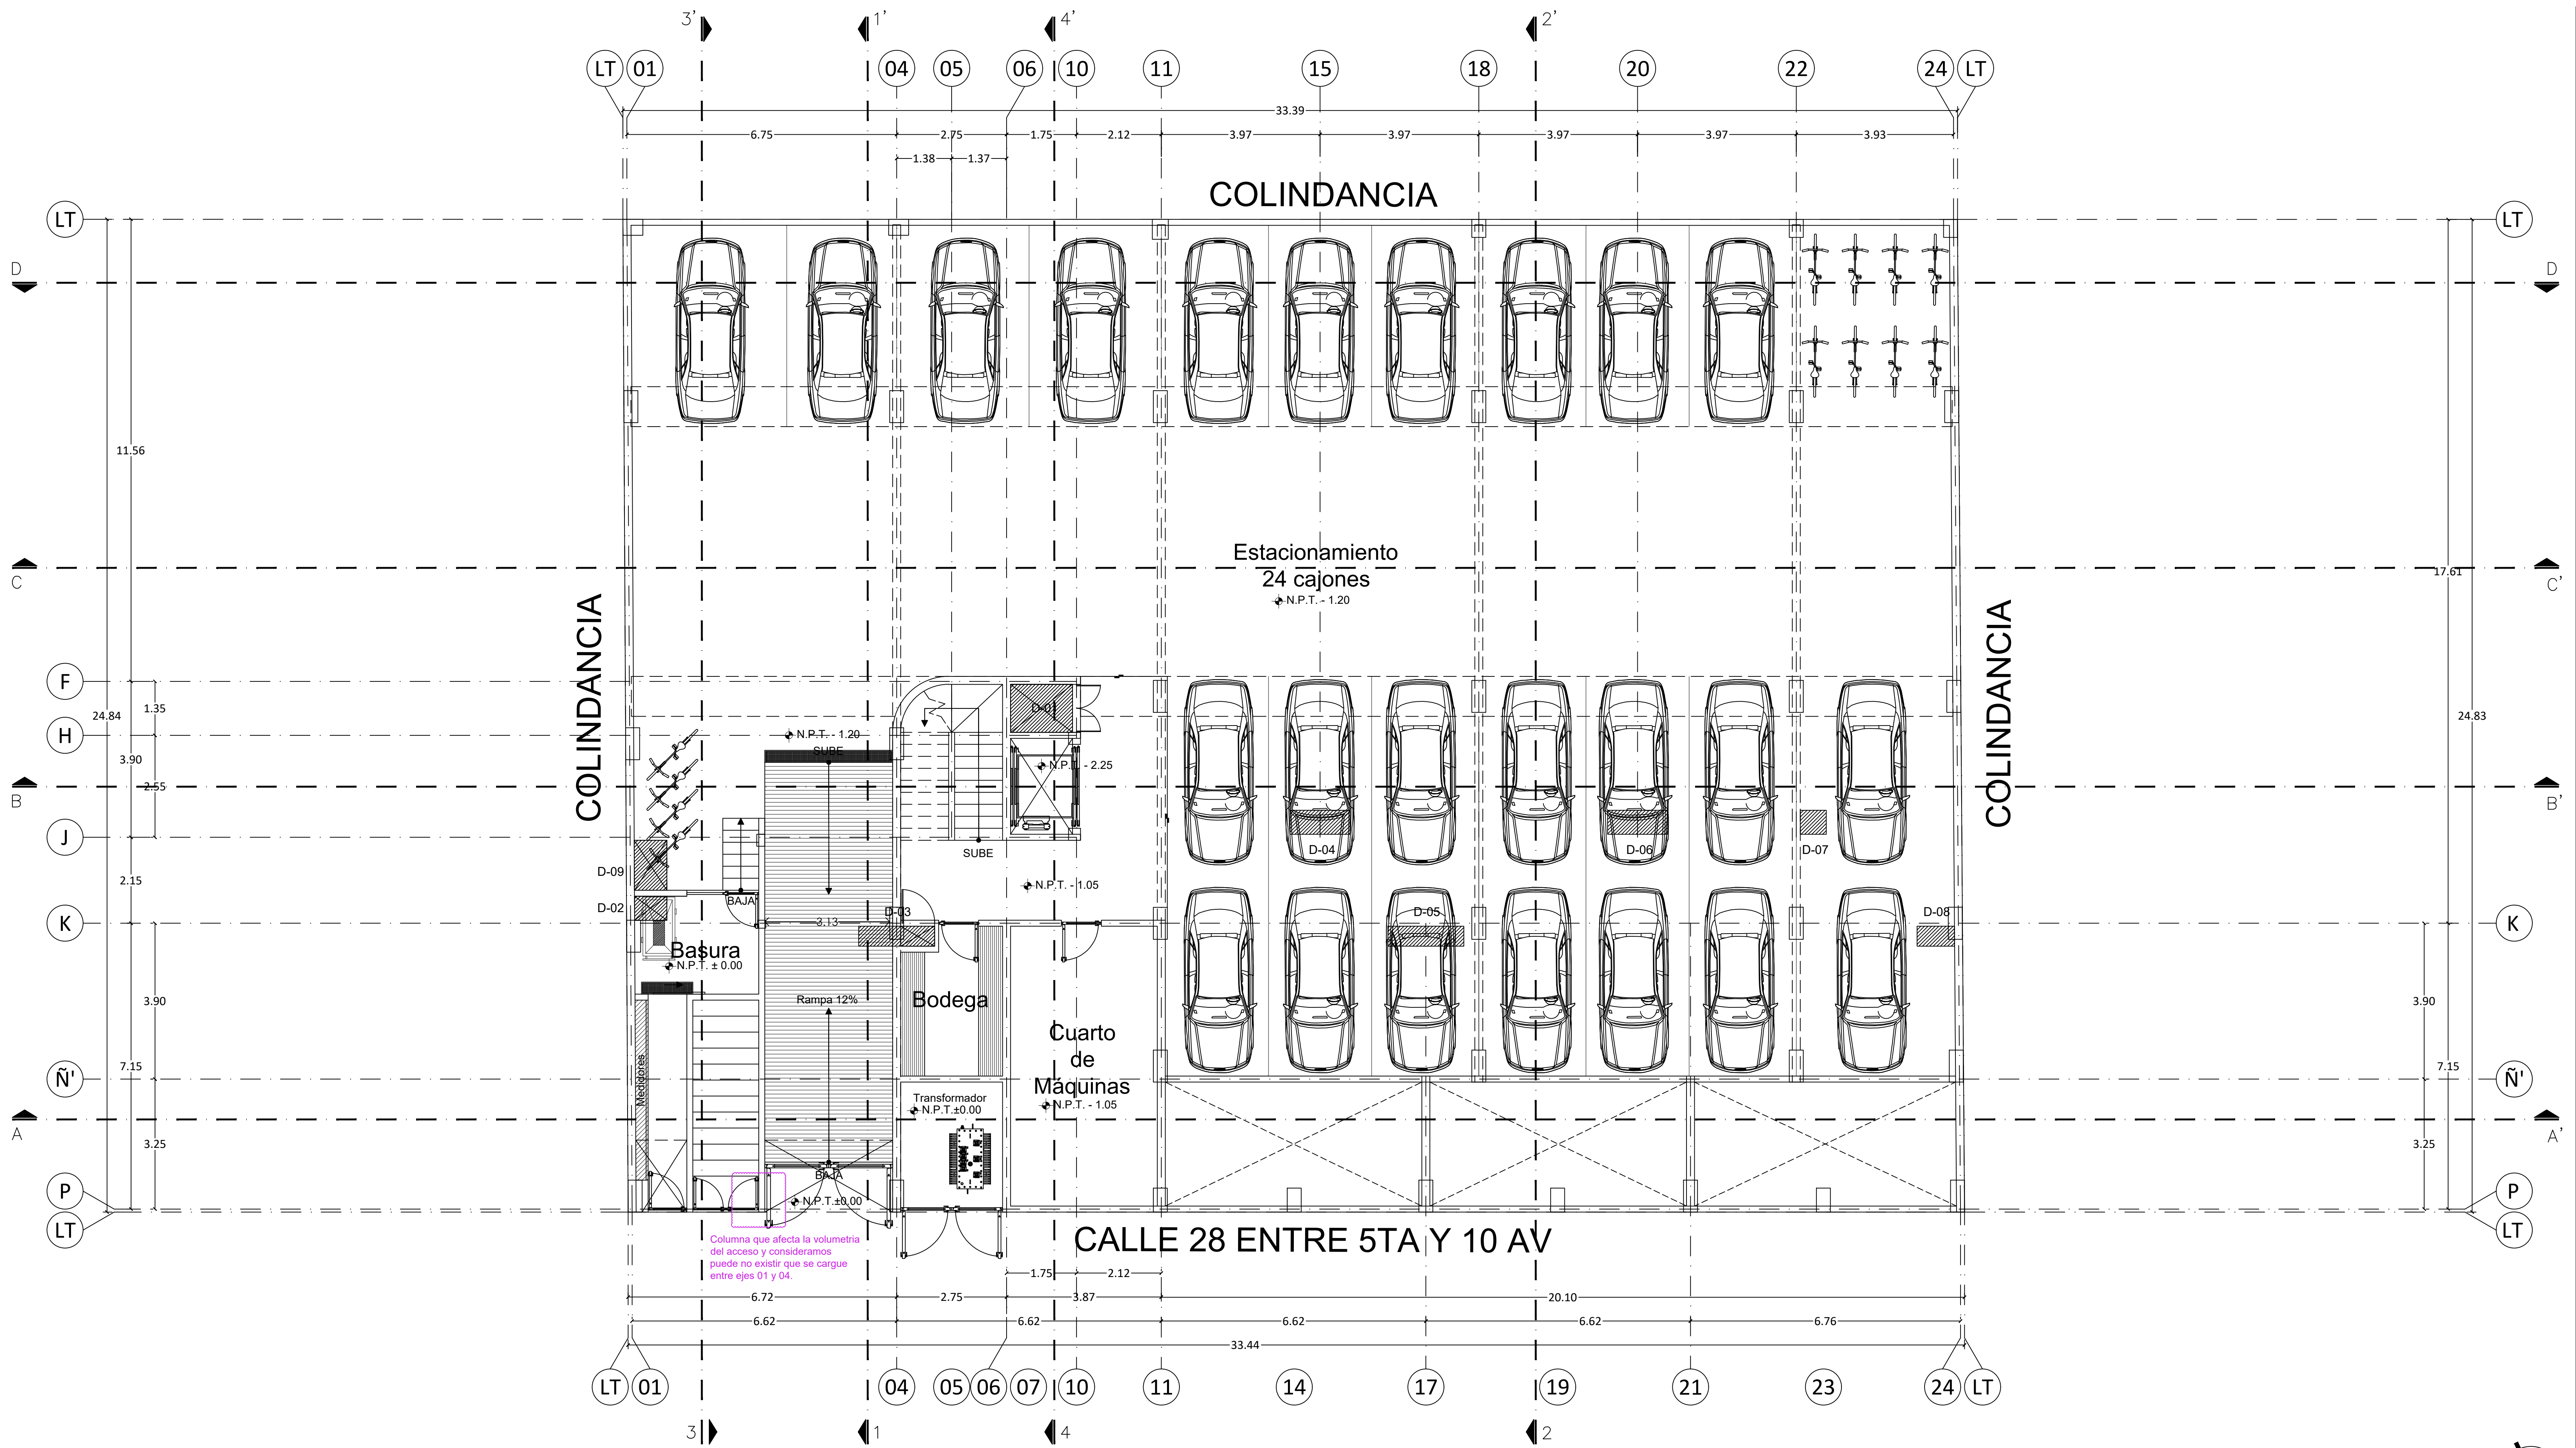 3'
1'
4'
2'
LT
01
04
05
06
10
11
15
18
20
22
24
LT
33.39
6.75
2.75
1.75
2.12
3.97
3.97
3.97
3.97
3.93
1.38
1.37
COLINDANCIA
LT
LT
D
D
11.56
Estacionamiento
24 cajones
N.P.T. - 1.20
C
C'
17.61
COLINDANCIA
COLINDANCIA
F
1.35
24.84
24.83
H
N.P.T. - 1.20
SUBE
D-01
3.90
2.55
N.P.T. - 2.25
B
B'
J
SUBE
D-04
D-06
D-07
D-09
2.15
N.P.T. - 1.05
BAJA
D-02
D-03
D-05
D-08
K
3.13
K
Basura
N.P.T. ± 0.00
Rampa 12%
Bodega
3.90
3.90
Cuarto
de
Máquinas
N.P.T. - 1.05
Medidores
7.15
7.15
Ñ'
Ñ'
Transformador
N.P.T.±0.00
A
A'
3.25
3.25
BAJA
N.P.T.±0.00
P
P
LT
LT
Columna que afecta la volumetria
del acceso y consideramos
puede no existir que se cargue
entre ejes 01 y 04.
CALLE 28 ENTRE 5TA Y 10 AV
1.75
2.12
6.72
2.75
3.87
20.10
6.62
6.62
6.62
6.62
6.76
33.44
LT
01
04
05
06
07
10
11
14
17
19
21
23
24
LT
3
1
4
2